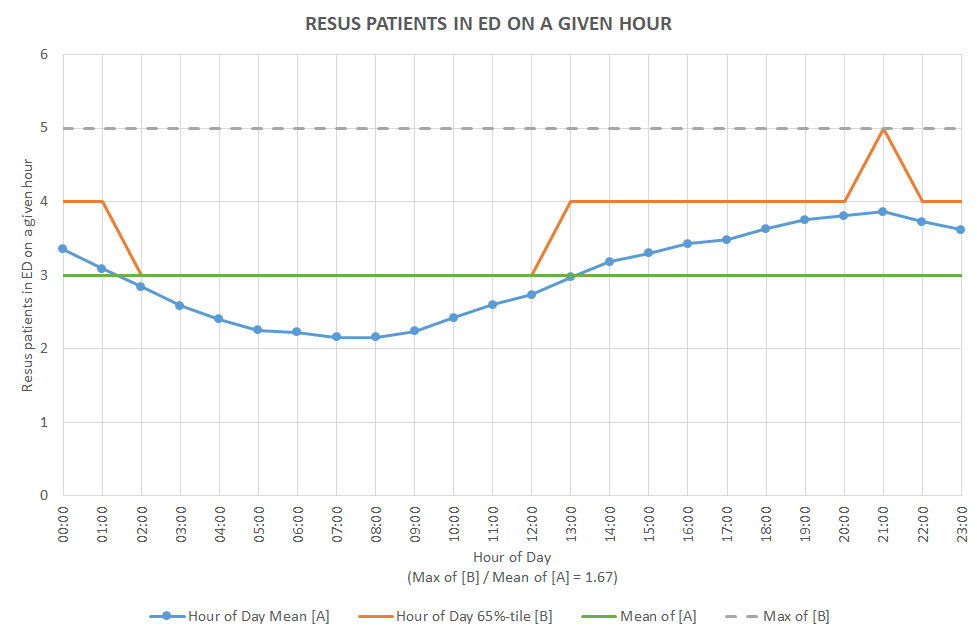 RESUS PATIENTS IN ED ON A GIVEN HOUR
6
5
4
3
2
1
0
Resus patients in ED on a given hour
00:00 01:00 02:00 03:00 04:00 05:00 06:00 07:00 08:00 09:00 10:00 11:00 12:00 13:00 14:00 15:00 16:00 17:00 18:00 19:00 20:00 21:00 22:00 23:00
Hour of Day
(Max of [B] / Mean of [A] = 1.67)
Hour of Day Mean [A] Hour of Day 65%-tile [B] Mean of [A] Max of [B]